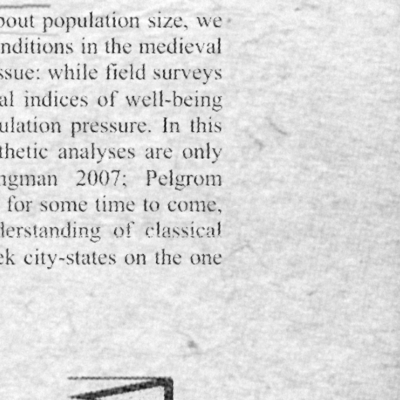 bout population size, we
nditions in the medieval
ssue: while field surveys
al indices of well-being
ulation pressure. In this
thetic analyses are only
ngman 2007; Pelgrom
for some time to come,
derstanding of classical
ek city-states on the one